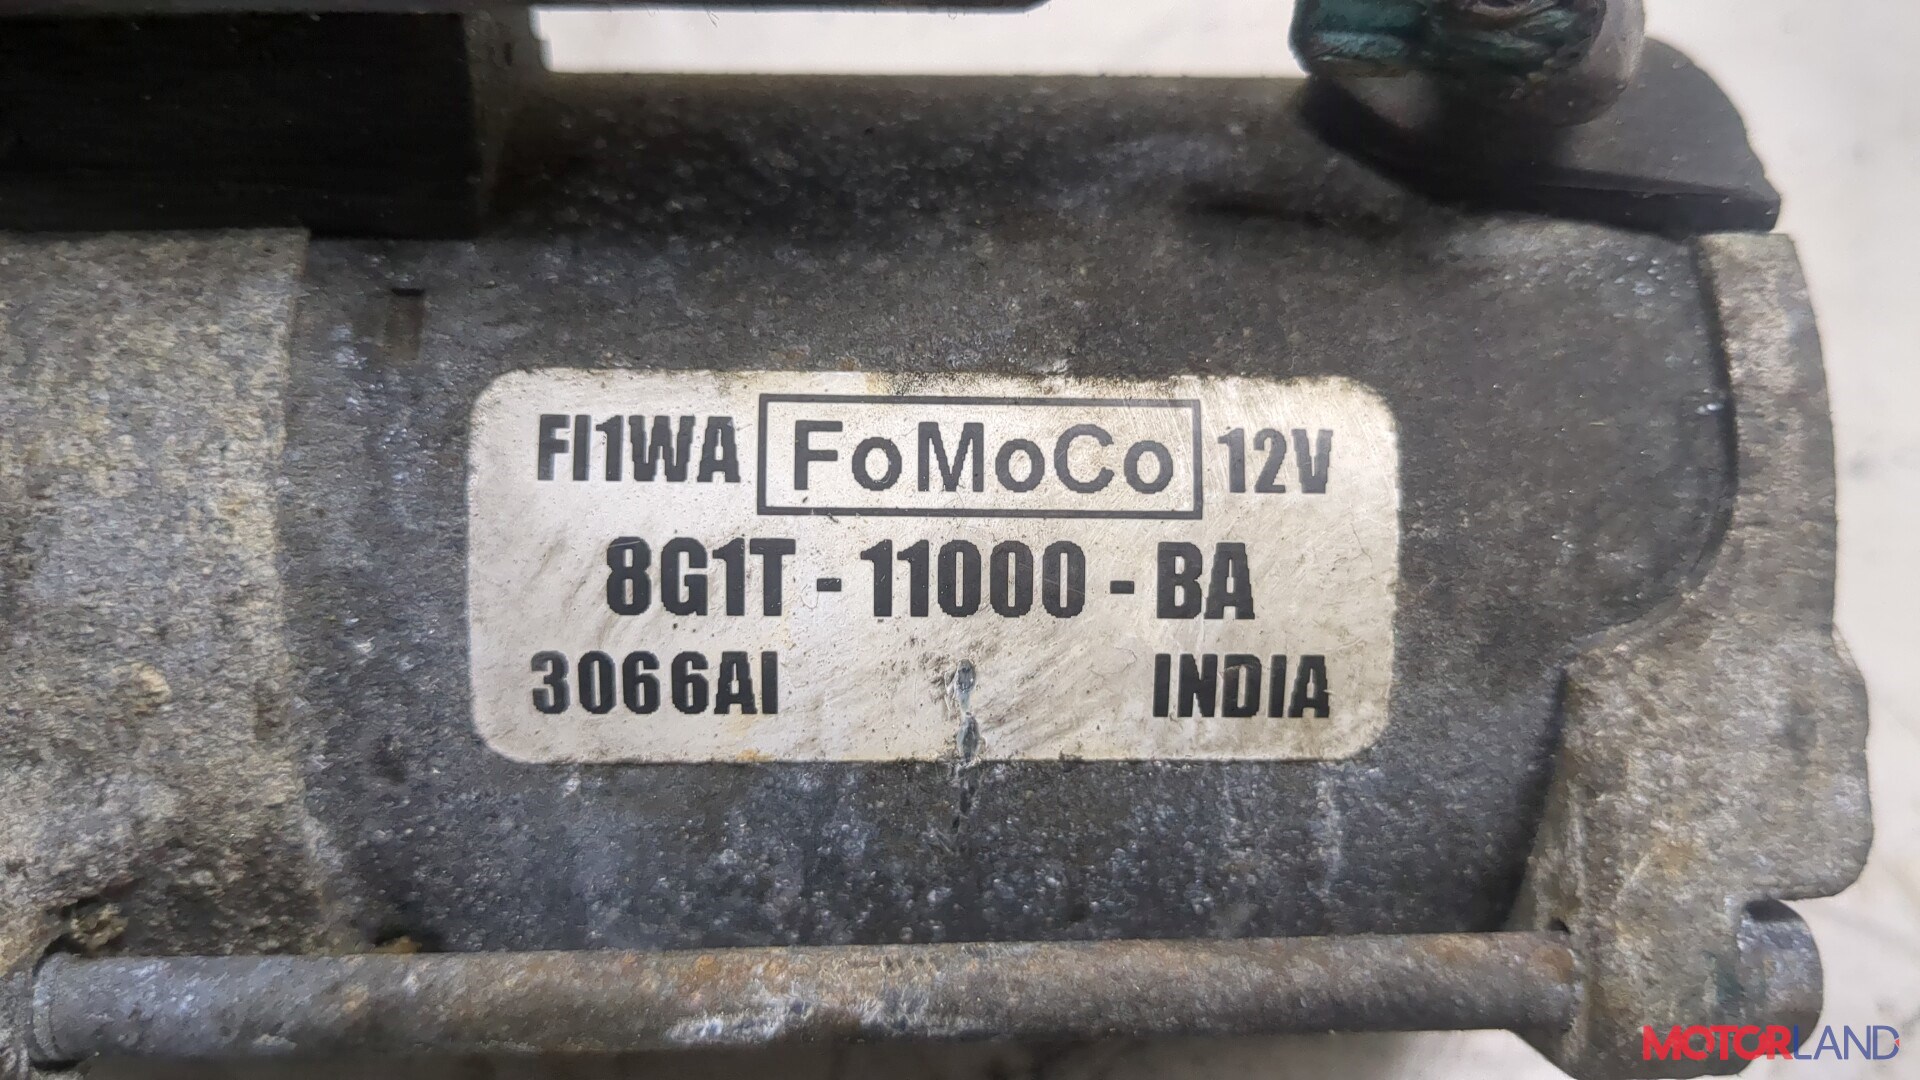 FI1WA FoMoCo 12V
8G1T - 11000 - BA
3066AI INDIA
MOTORLAND